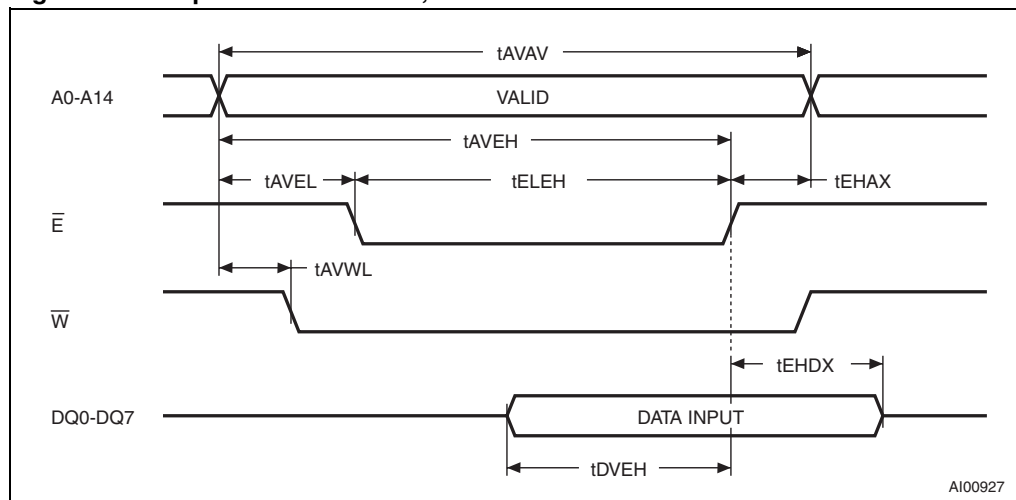 tAVAV
A0-A14 VALID
tAVEH
tAVEL tELEH tEHAX
E̅
tAVWL
W̅
tEHDX
DQ0-DQ7 DATA INPUT
tDVEH
AI00927